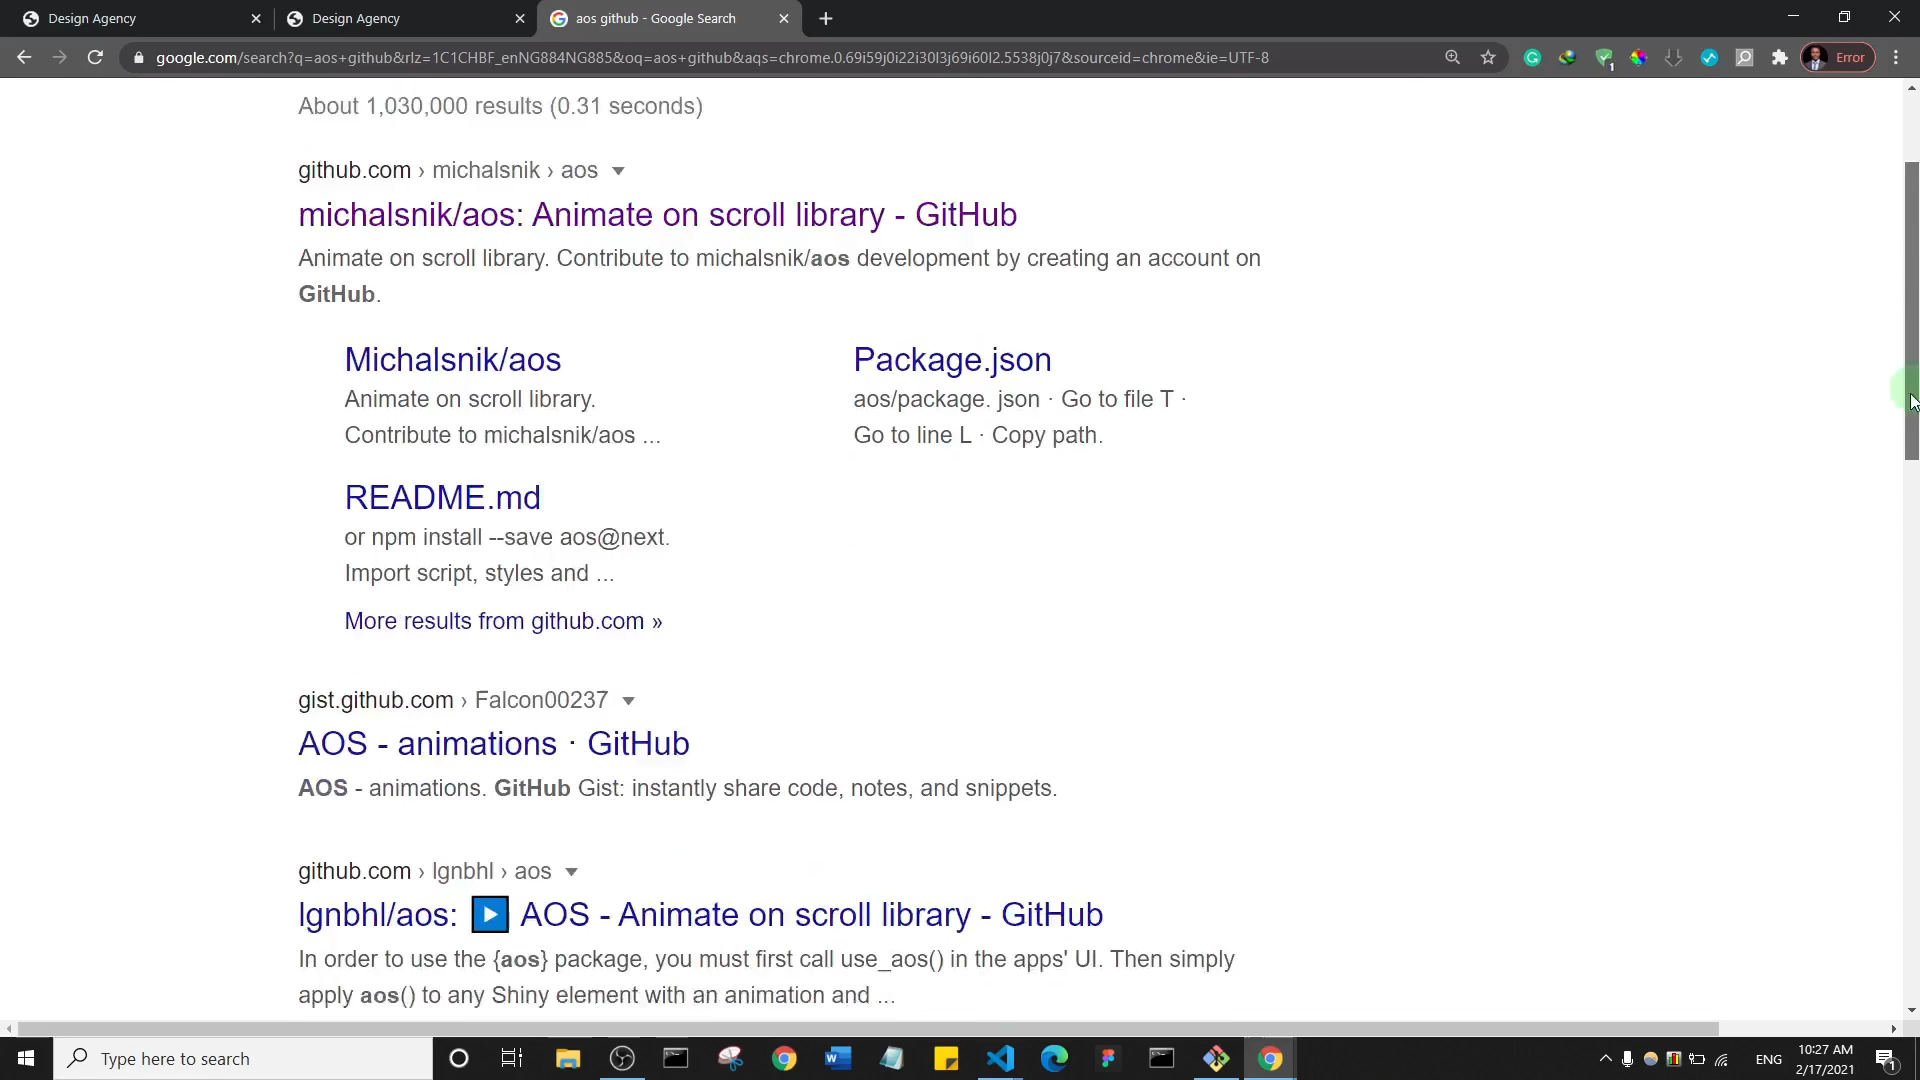 Design Agency
Design Agency
aos github - Google Search
google.com/search?q=aos+github&rlz=1C1CHBF_enNG884NG885&oq=aos+github&aqs=chrome.0.69i59j0i22i30l3j69i60l2.5538j0j7&sourceid=chrome&ie=UTF-8
1
Error
About 1,030,000 results (0.31 seconds)
github.com › michalsnik › aos
michalsnik/aos: Animate on scroll library - GitHub
Animate on scroll library. Contribute to michalsnik/aos development by creating an account on
GitHub.
Michalsnik/aos
Animate on scroll library.
Contribute to michalsnik/aos ...
Package.json
aos/package. json · Go to file T ·
Go to line L · Copy path.
README.md
or npm install --save aos@next.
Import script, styles and ...
More results from github.com »
gist.github.com › Falcon00237
AOS - animations · GitHub
AOS - animations. GitHub Gist: instantly share code, notes, and snippets.
github.com › lgnbhl › aos
lgnbhl/aos: ▶️ AOS - Animate on scroll library - GitHub
In order to use the {aos} package, you must first call use_aos() in the apps' UI. Then simply
apply aos() to any Shiny element with an animation and ...
Type here to search
ENG
10:27 AM
2/17/2021
1